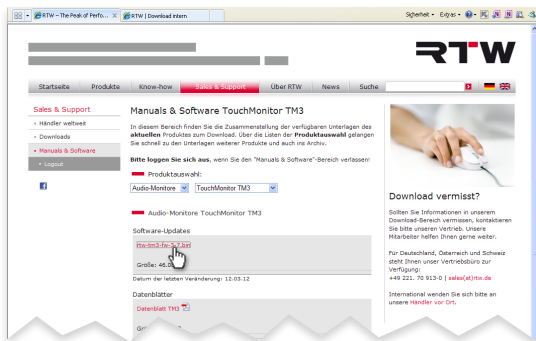 RTW – The Peak of Perfo...
RTW | Download intern
Sicherheit
Extras
RTW
Startseite
Produkte
Know-how
Sales & Support
Über RTW
News
Suche
Sales & Support
Händler weltweit
Downloads
Manuals & Software
Logout
Manuals & Software TouchMonitor TM3
In diesem Bereich finden Sie die Zusammenstellung der verfügbaren Unterlagen des
aktuellen Produktes zum Download. Über die Listen der Produktauswahl gelangen
Sie schnell zu den Unterlagen weiterer Produkte und auch ins Archiv.
Bitte loggen Sie sich aus, wenn Sie den "Manuals & Software"-Bereich verlassen!
Produktauswahl:
Audio-Monitore
TouchMonitor TM3
Audio-Monitore TouchMonitor TM3
Software-Updates
Größe: 46.0
Datum der letzten Veränderung: 12.03.12
Datenblätter
Datenblatt TM3
Download vermisst?
Sollten Sie Informationen in unserem
Download-Bereich vermissen, kontaktieren
Sie bitte unseren Vertrieb. Unsere
Mitarbeiter helfen Ihnen gerne weiter.
Für Deutschland, Österreich und Schweiz
steht Ihnen unser Vertriebsbüro zur
Verfügung:
+49 221. 70 913-0 | sales(at)rtw.de
International wenden Sie sich bitte an
unsere Händler vor Ort.